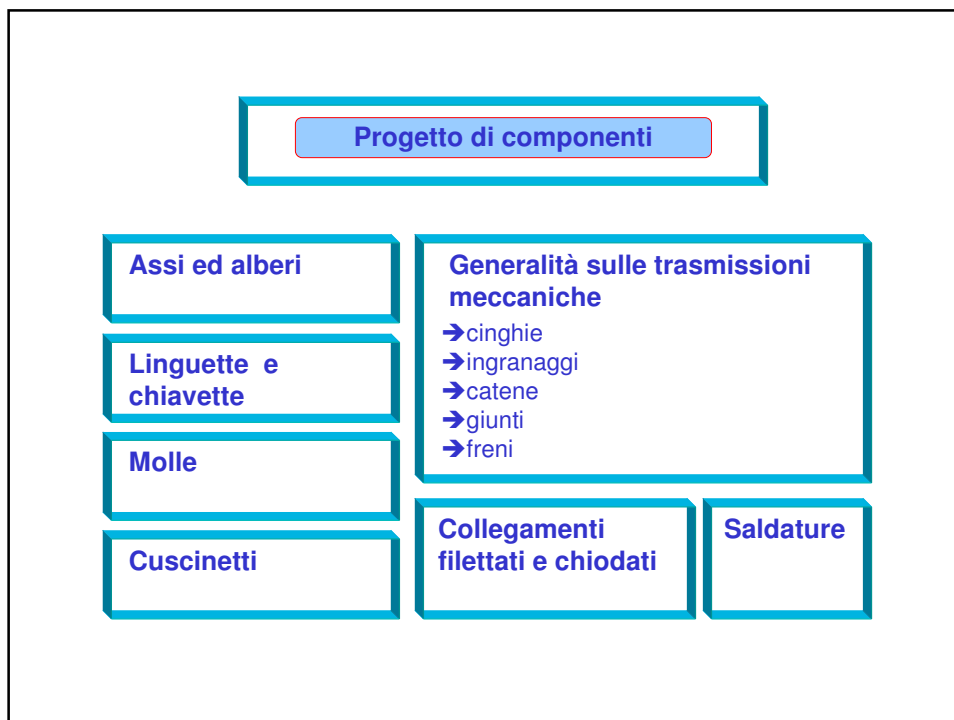 Progetto di componenti
Assi ed alberi
Linguette e
chiavette
Molle
Cuscinetti
Generalità sulle trasmissioni
meccaniche
➔cinghie
➔ingranaggi
➔catene
➔giunti
➔freni
Collegamenti
filettati e chiodati
Saldature